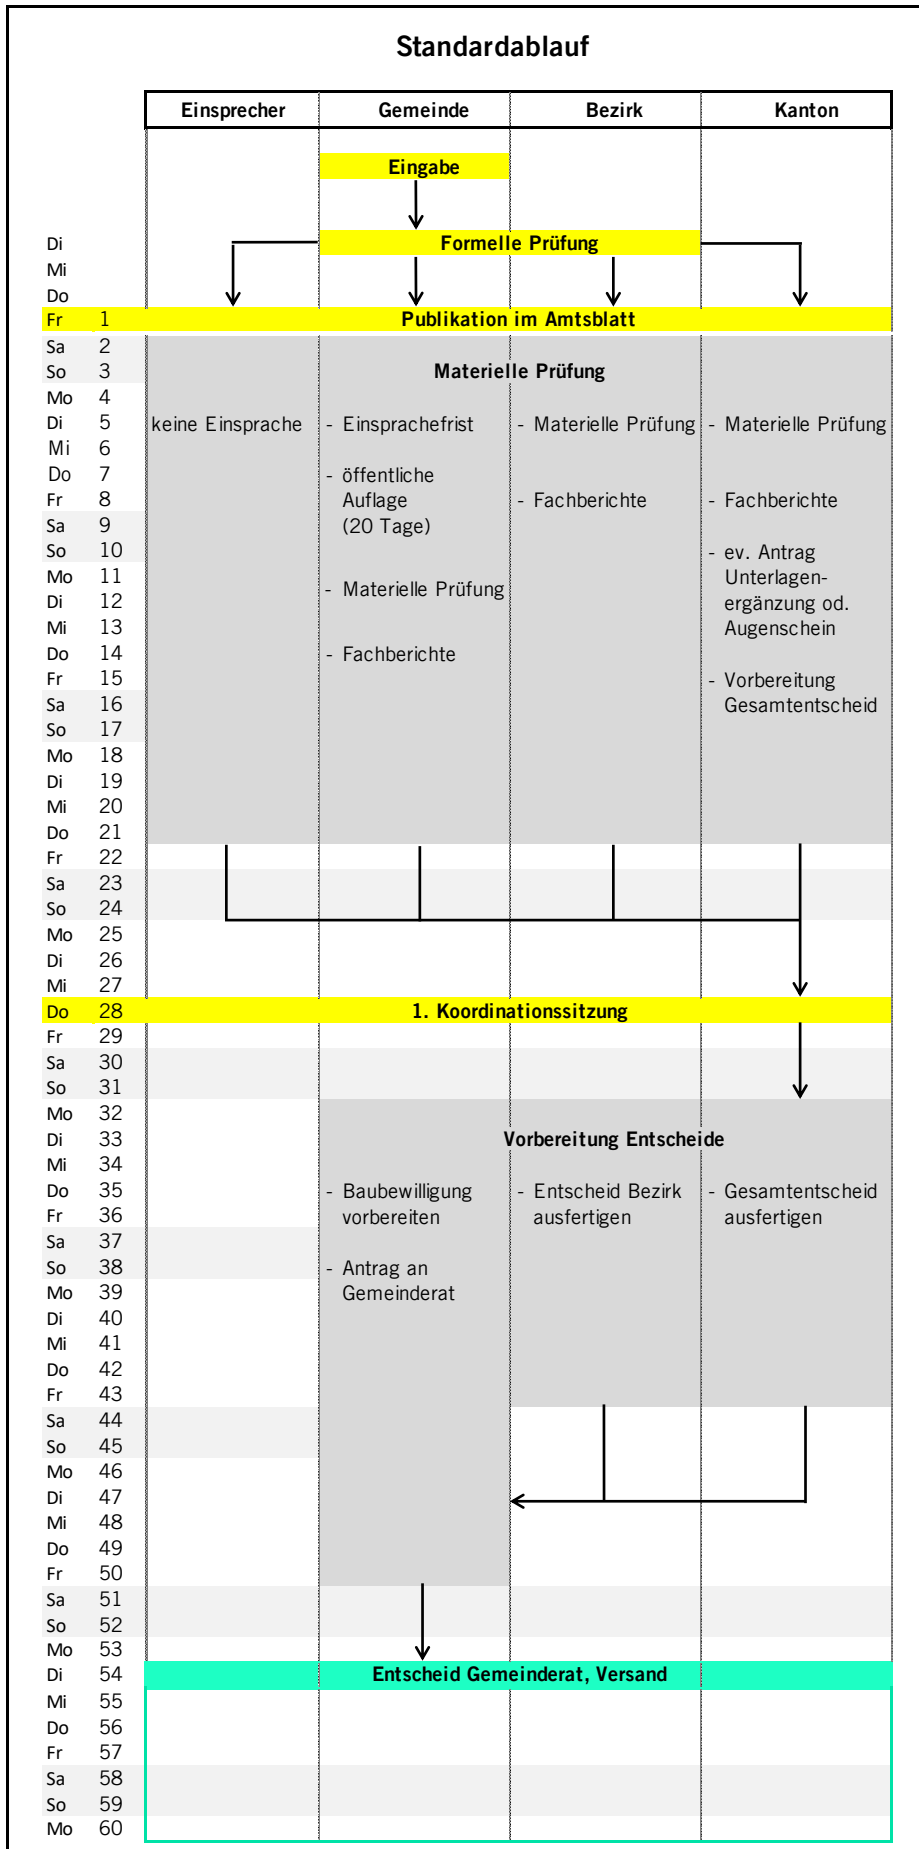 Standardablauf
Einsprecher Gemeinde Bezirk Kanton
Eingabe
Di Formelle Prüfung
Mi
Do
Fr 1 Publikation im Amtsblatt
Sa 2
So 3 Materielle Prüfung
Mo 4
Di 5 keine Einsprache - Einsprachefrist - Materielle Prüfung - Materielle Prüfung
Mi 6
Do 7 - öffentliche
Fr 8 Auflage - Fachberichte - Fachberichte
Sa 9 (20 Tage)
So 10 - ev. Antrag
Mo 11 Unterlagen-
Di 12 - Materielle Prüfung ergänzung od.
Mi 13 Augenschein
Do 14 - Fachberichte
Fr 15 - Vorbereitung
Sa 16 Gesamtentscheid
So 17
Mo 18
Di 19
Mi 20
Do 21
Fr 22
Sa 23
So 24
Mo 25
Di 26
Mi 27
Do 28 1. Koordinationssitzung
Fr 29
Sa 30
So 31
Mo 32
Di 33 Vorbereitung Entscheide
Mi 34
Do 35 - Baubewilligung - Entscheid Bezirk - Gesamtentscheid
Fr 36 vorbereiten ausfertigen ausfertigen
Sa 37
So 38 - Antrag an
Mo 39 Gemeinderat
Di 40
Mi 41
Do 42
Fr 43
Sa 44
So 45
Mo 46
Di 47
Mi 48
Do 49
Fr 50
Sa 51
So 52
Mo 53
Di 54 Entscheid Gemeinderat, Versand
Mi 55
Do 56
Fr 57
Sa 58
So 59
Mo 60